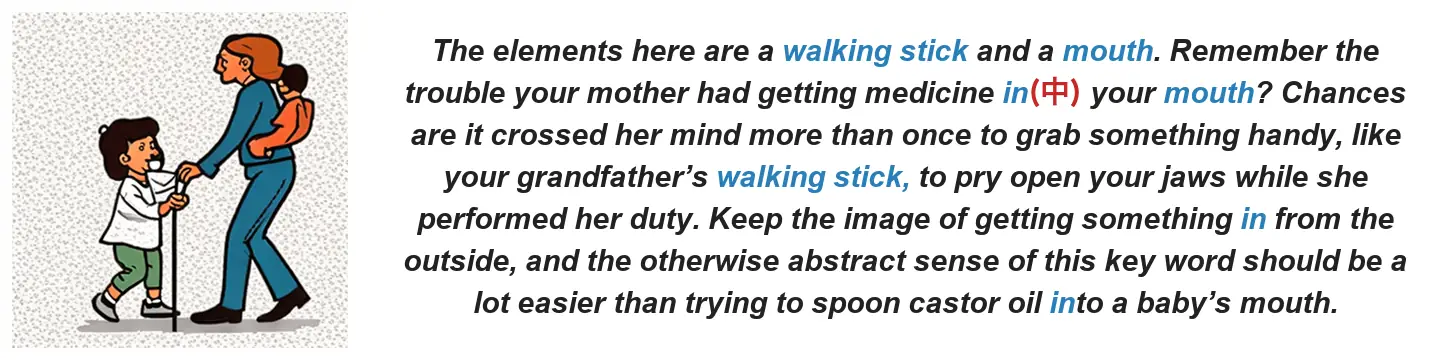 The elements here are a walking stick and a mouth. Remember the
trouble your mother had getting medicine in(中) your mouth? Chances
are it crossed her mind more than once to grab something handy, like
your grandfather’s walking stick, to pry open your jaws while she
performed her duty. Keep the image of getting something in from the
outside, and the otherwise abstract sense of this key word should be a
lot easier than trying to spoon castor oil into a baby’s mouth.